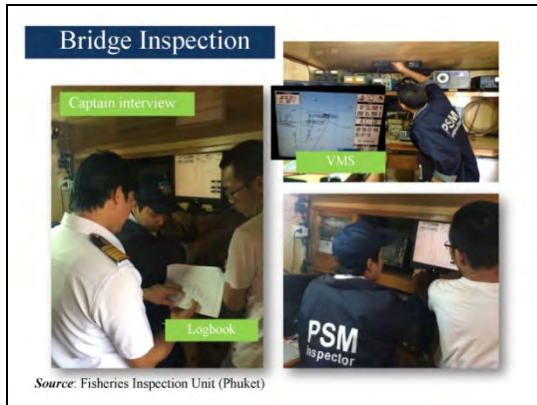 Bridge Inspection
Captain interview
VMS
PSM
Logbook
PSM
Inspector
Source: Fisheries Inspection Unit (Phuket)